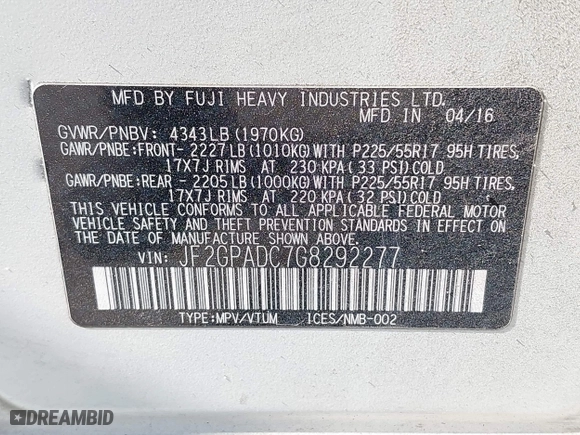 MFD BY FUJI HEAVY INDUSTRIES LTD.
MFD IN 04/16
GVWR/PNBV: 4343LB (1970KG)
GAWR/PNBE:FRONT- 2227LB (1010KG) WITH P225/55R17 95H TIRES,
17X7J RIMS AT 230 KPA (33 PSI) COLD
GAWR/PNBE: REAR - 2205LB (1000KG) WITH P225/55R17 95H TIRES,
17X7J RIMS AT 220 KPA (32 PSI) COLD
THIS VEHICLE CONFORMS TO ALL APPLICABLE FEDERAL MOTOR
VEHICLE SAFETY AND THEFT PREVENTION STANDARDS IN EFFECT
ON THE DATE OF MANUFACTURE SHOWN ABOVE.
VIN: JF2GPADC7G8292277
TYPE:MPV/VTUM ICES/NMB-002
DREAMBID